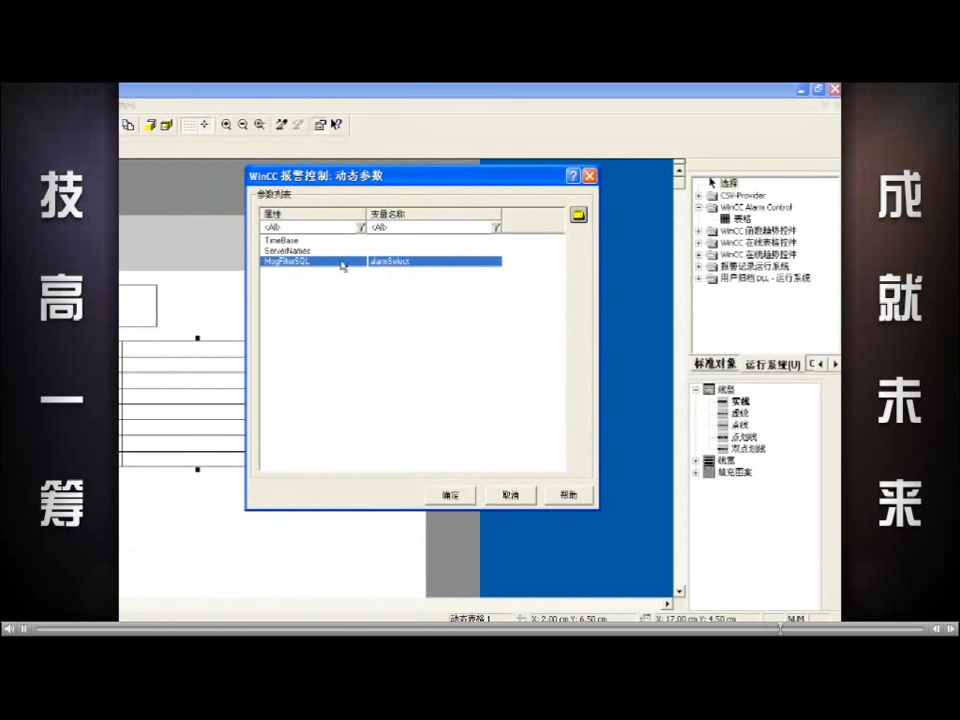 技
高
一
筹
WinCC 报警控制: 动态参数
参数列表
属性 变量名称
<All> <All>
TimeBase
ServerNames
MsgFilterSQL alarmSelect
确定 取消 帮助
选择
CSV-Provider
WinCC Alarm Control
表格
WinCC 函数趋势控件
WinCC 在线表格控件
WinCC 在线趋势控件
报警记录运行系统
用户归档 DLL - 运行系统
标准对象 运行系统(U) C
线型
实线
虚线
点线
点划线
双点划线
线宽
填充图案
动态表格1 X: 2.00 cm Y: 6.50 cm X: 17.00 cm Y: 4.50 cm NUM
成
就
未
来